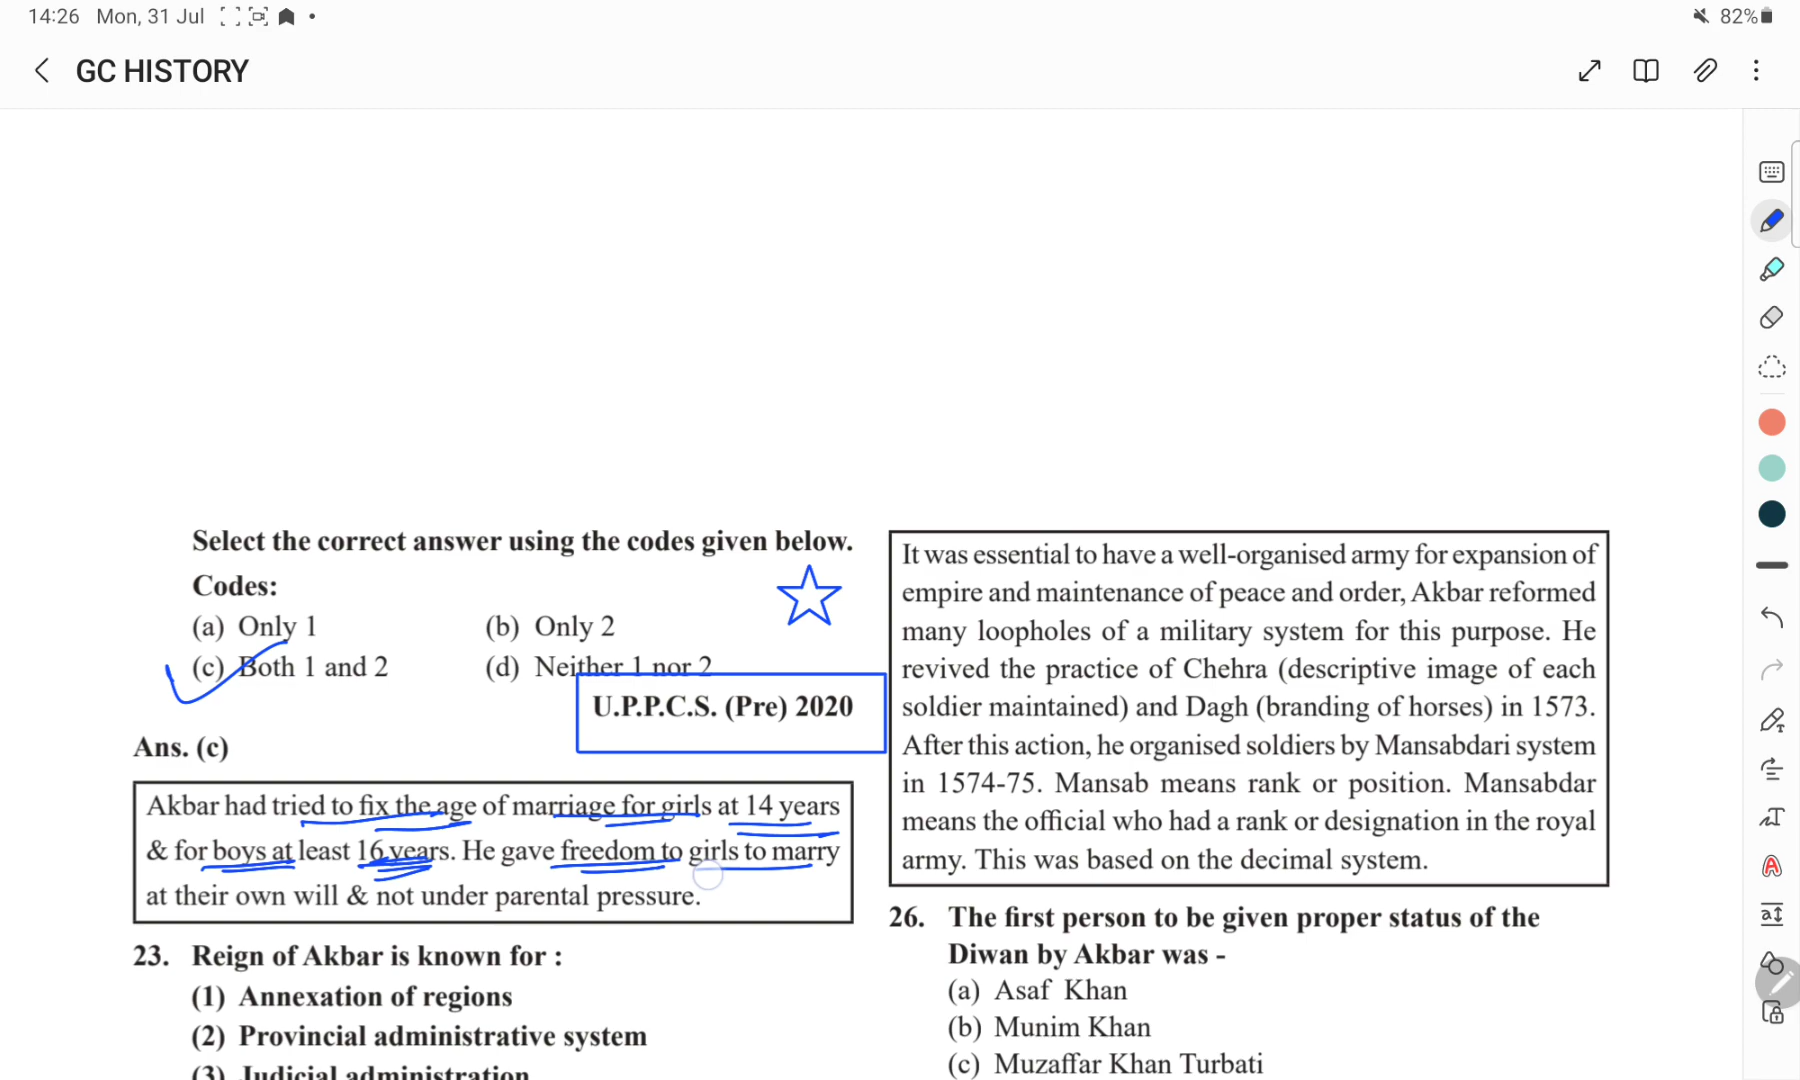 14:26 Mon, 31 Jul
82%
GC HISTORY
Select the correct answer using the codes given below.
Codes:
(a) Only 1
(b) Only 2
(c) Both 1 and 2
(d) Neither 1 nor 2
U.P.P.C.S. (Pre) 2020
Ans. (c)
Akbar had tried to fix the age of marriage for girls at 14 years
& for boys at least 16 years. He gave freedom to girls to marry
at their own will & not under parental pressure.
23. Reign of Akbar is known for :
(1) Annexation of regions
(2) Provincial administrative system
(3) Judicial administration
It was essential to have a well-organised army for expansion of
empire and maintenance of peace and order, Akbar reformed
many loopholes of a military system for this purpose. He
revived the practice of Chehra (descriptive image of each
soldier maintained) and Dagh (branding of horses) in 1573.
After this action, he organised soldiers by Mansabdari system
in 1574-75. Mansab means rank or position. Mansabdar
means the official who had a rank or designation in the royal
army. This was based on the decimal system.
26. The first person to be given proper status of the
Diwan by Akbar was -
(a) Asaf Khan
(b) Munim Khan
(c) Muzaffar Khan Turbati